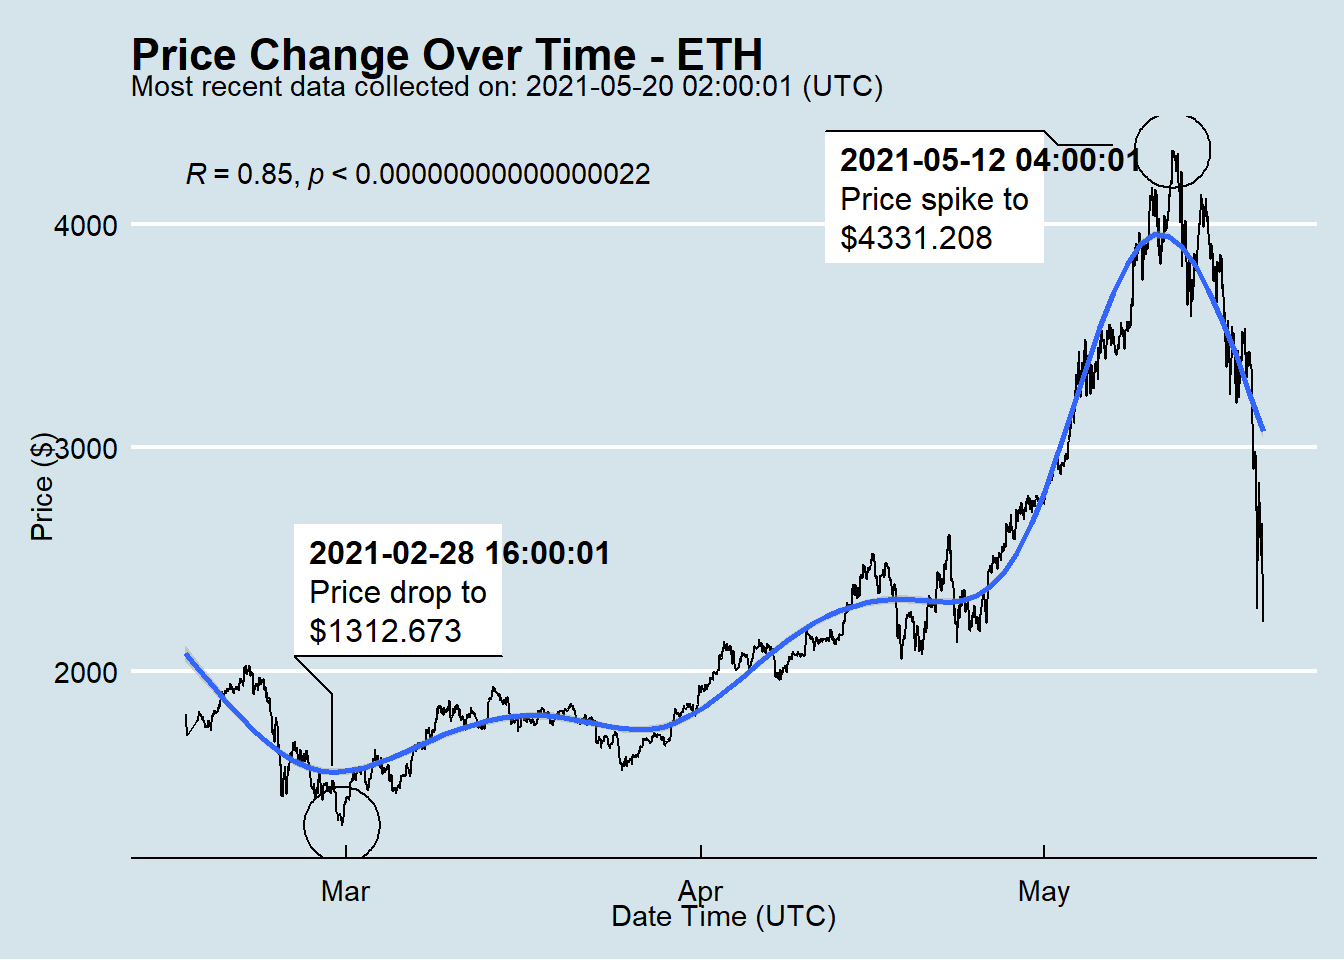 Price Change Over Time - ETH
Most recent data collected on: 2021-05-20 02:00:01 (UTC)
R = 0.85, p < 0.00000000000000022
2021-05-12 04:00:01
Price spike to
$4331.208
2021-02-28 16:00:01
Price drop to
$1312.673
Price ($)
4000
3000
2000
Mar
Apr
May
Date Time (UTC)